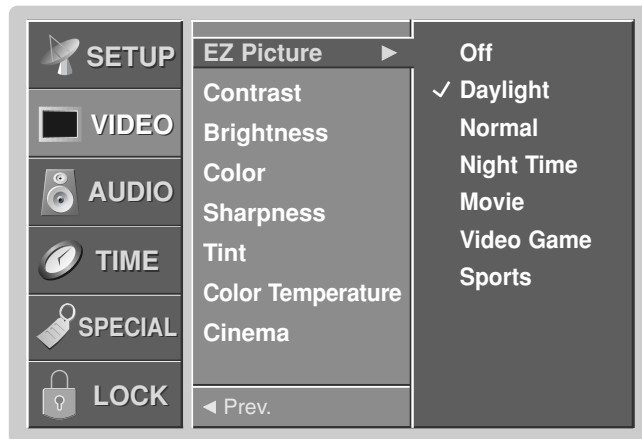 SETUP
VIDEO
AUDIO
TIME
SPECIAL
LOCK
EZ Picture ►
Contrast
Brightness
Color
Sharpness
Tint
Color Temperature
Cinema
◄ Prev.
Off
✓ Daylight
Normal
Night Time
Movie
Video Game
Sports